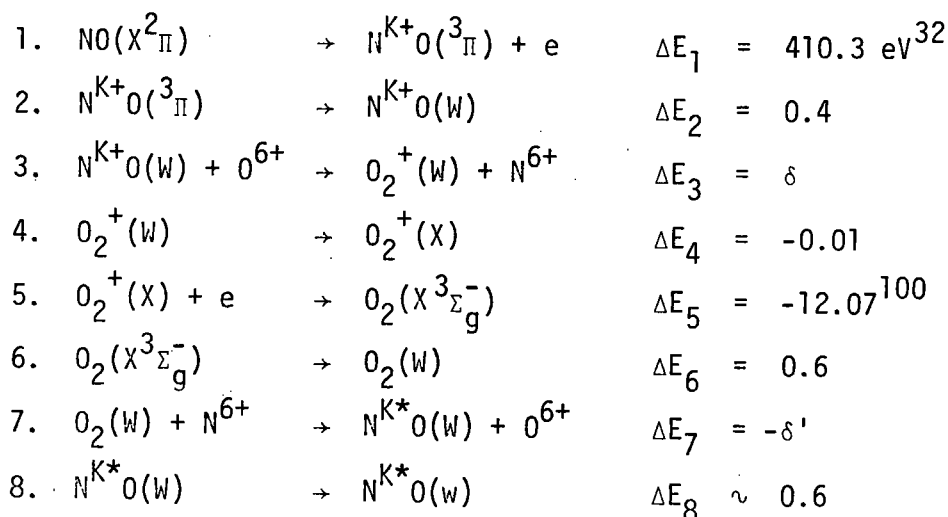 1. NO(X²Π) → N^{K+}O(³Π) + e ΔE₁ = 410.3 eV³²
2. N^{K+}O(³Π) → N^{K+}O(W) ΔE₂ = 0.4
3. N^{K+}O(W) + O⁶⁺ → O₂⁺(W) + N⁶⁺ ΔE₃ = δ
4. O₂⁺(W) → O₂⁺(X) ΔE₄ = -0.01
5. O₂⁺(X) + e → O₂(X³Σ_g⁻) ΔE₅ = -12.07¹⁰⁰
6. O₂(X³Σ_g⁻) → O₂(W) ΔE₆ = 0.6
7. O₂(W) + N⁶⁺ → N^{K*}O(W) + O⁶⁺ ΔE₇ = -δ'
8. N^{K*}O(W) → N^{K*}O(w) ΔE₈ ~ 0.6